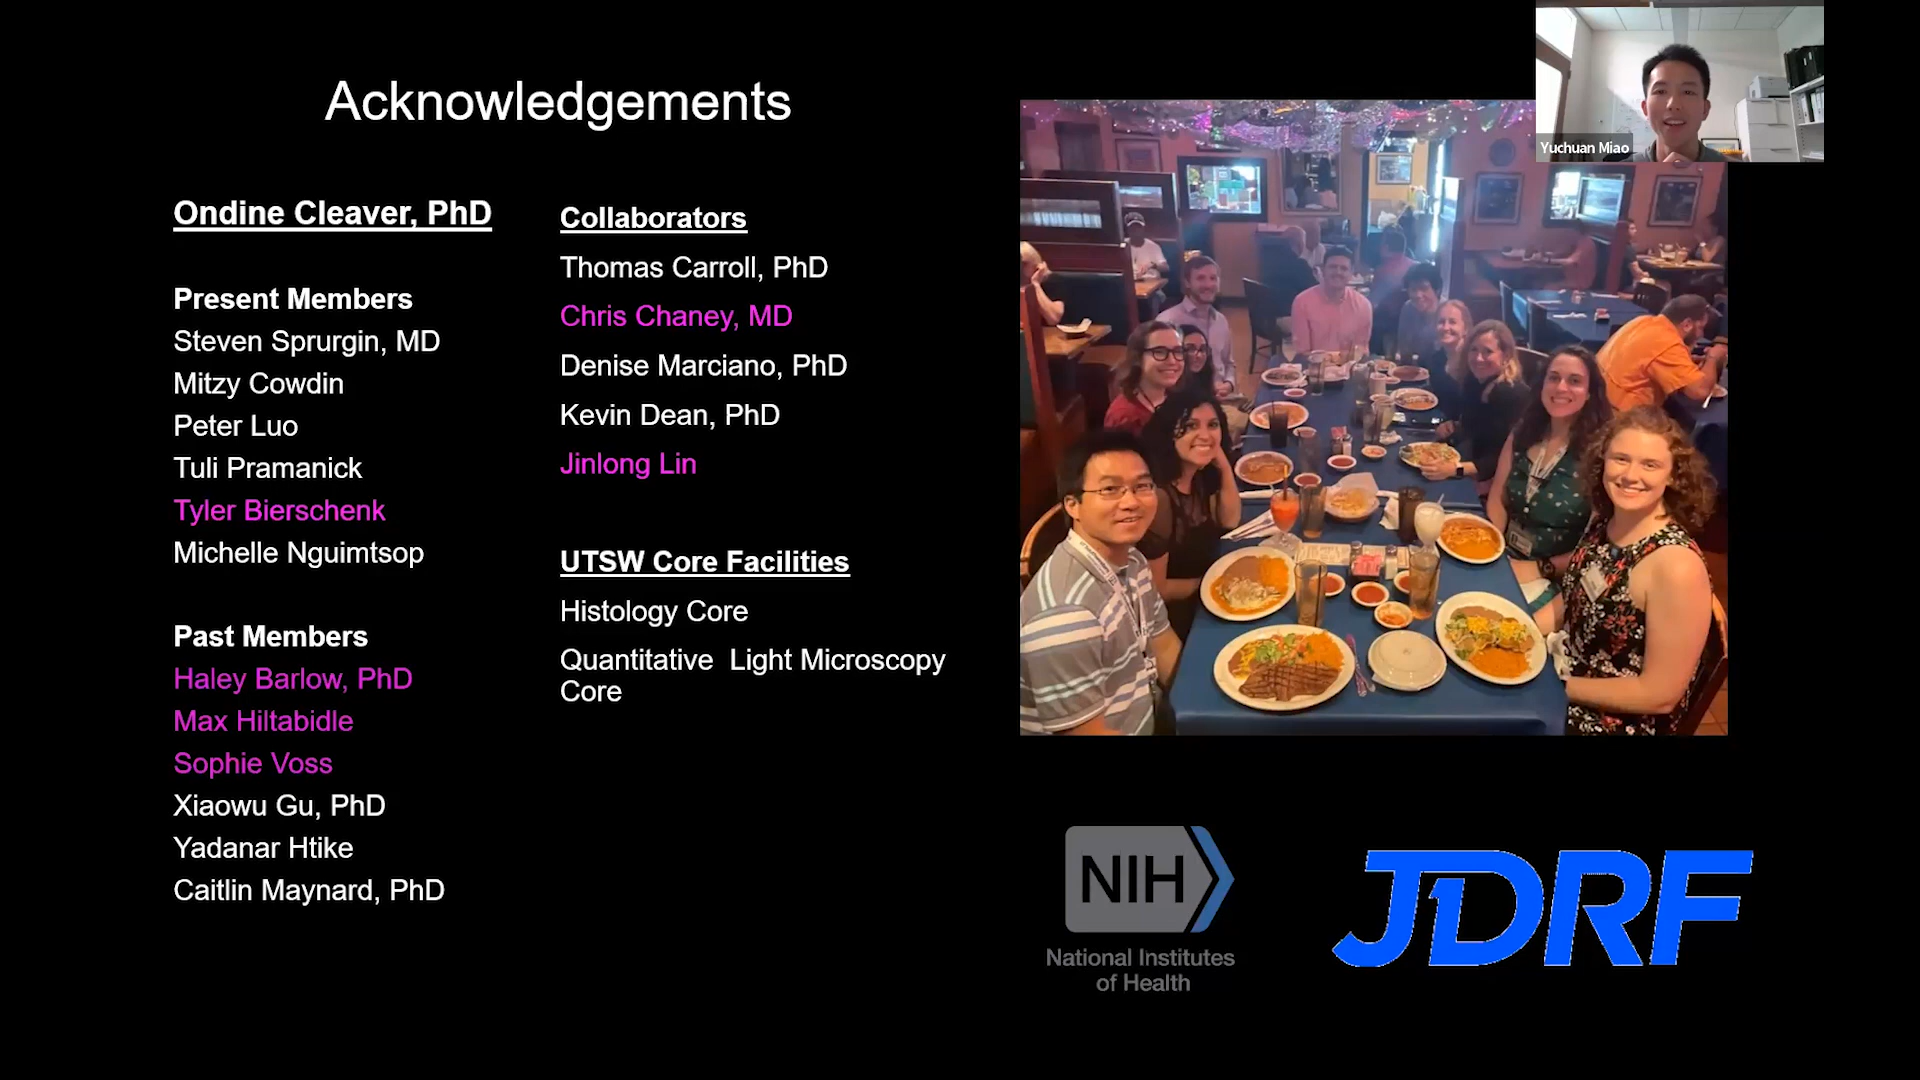 Acknowledgements
Yuchuan Miao
Ondine Cleaver, PhD
Present Members
Steven Sprurgin, MD
Mitzy Cowdin
Peter Luo
Tuli Pramanick
Tyler Bierschenk
Michelle Nguimtsop
Past Members
Haley Barlow, PhD
Max Hiltabidle
Sophie Voss
Xiaowu Gu, PhD
Yadanar Htike
Caitlin Maynard, PhD
Collaborators
Thomas Carroll, PhD
Chris Chaney, MD
Denise Marciano, PhD
Kevin Dean, PhD
Jinlong Lin
UTSW Core Facilities
Histology Core
Quantitative Light Microscopy
Core
NIH
National Institutes
of Health
JDRF